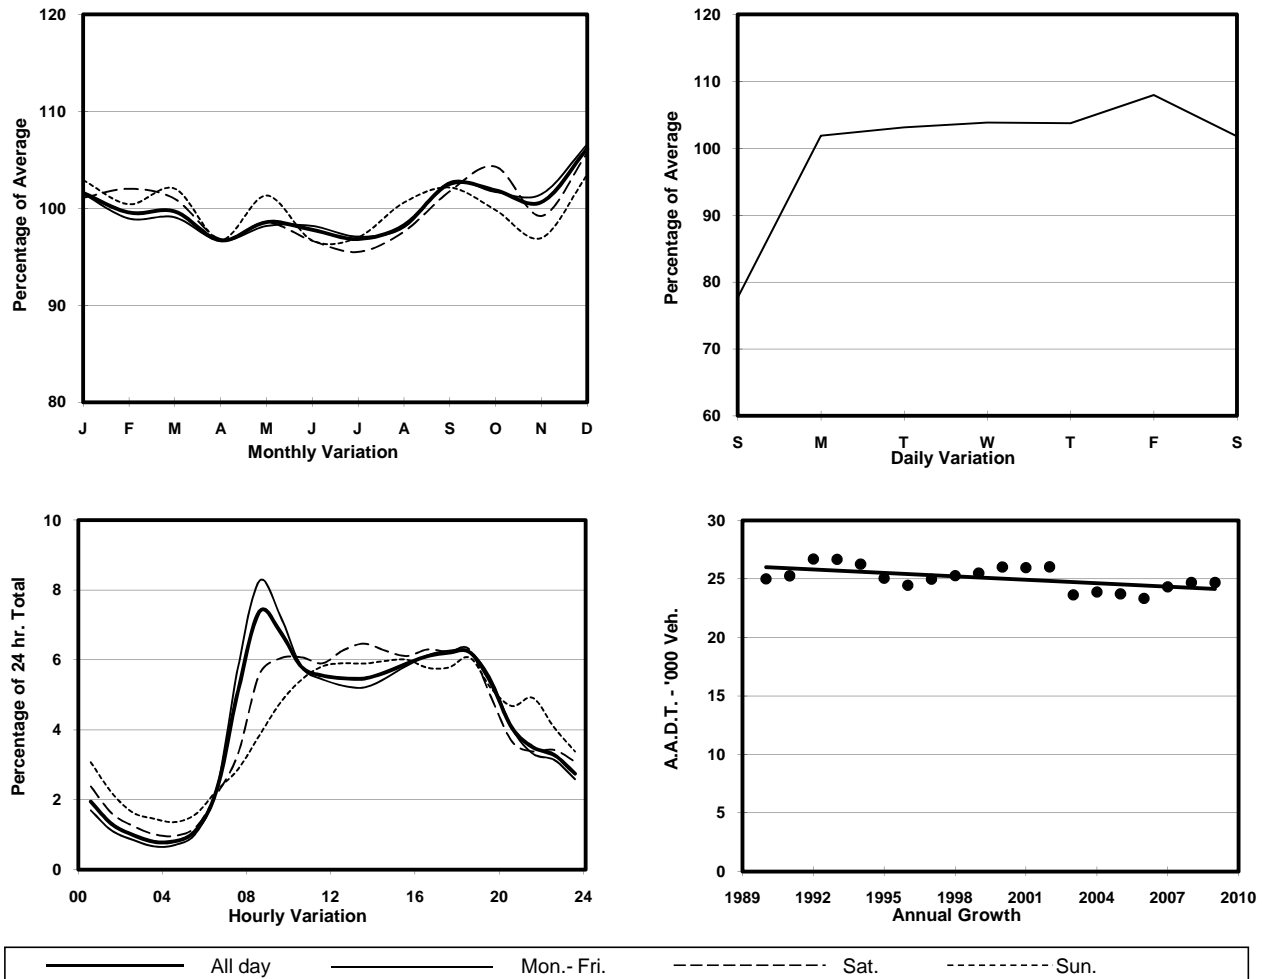 Percentage of Average
120
110
100
90
80
J F M A M J J A S O N D
Monthly Variation
Percentage of Average
120
110
100
90
80
70
60
S M T W T F S
Daily Variation
Percentage of 24 hr. Total
10
8
6
4
2
0
00 04 08 12 16 20 24
Hourly Variation
A.A.D.T. - '000 Veh.
30
25
20
15
10
5
0
1989 1992 1995 1998 2001 2004 2007 2010
Annual Growth
All day Mon.- Fri. Sat. Sun.